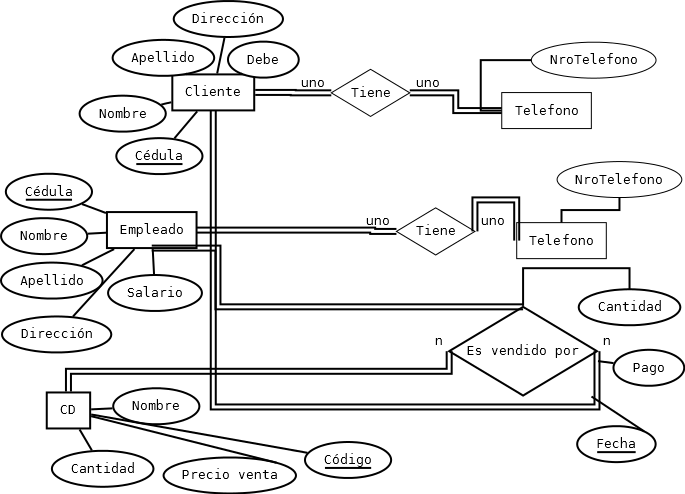 Dirección
Apellido
Debe
NroTelefono
uno
uno
Cliente
Tiene
Nombre
Telefono
Cédula
Cédula
NroTelefono
uno
uno
Nombre
Empleado
Tiene
Telefono
Apellido
Salario
Cantidad
Dirección
n
n
Es vendido por
Pago
Nombre
CD
Fecha
Código
Cantidad
Precio venta